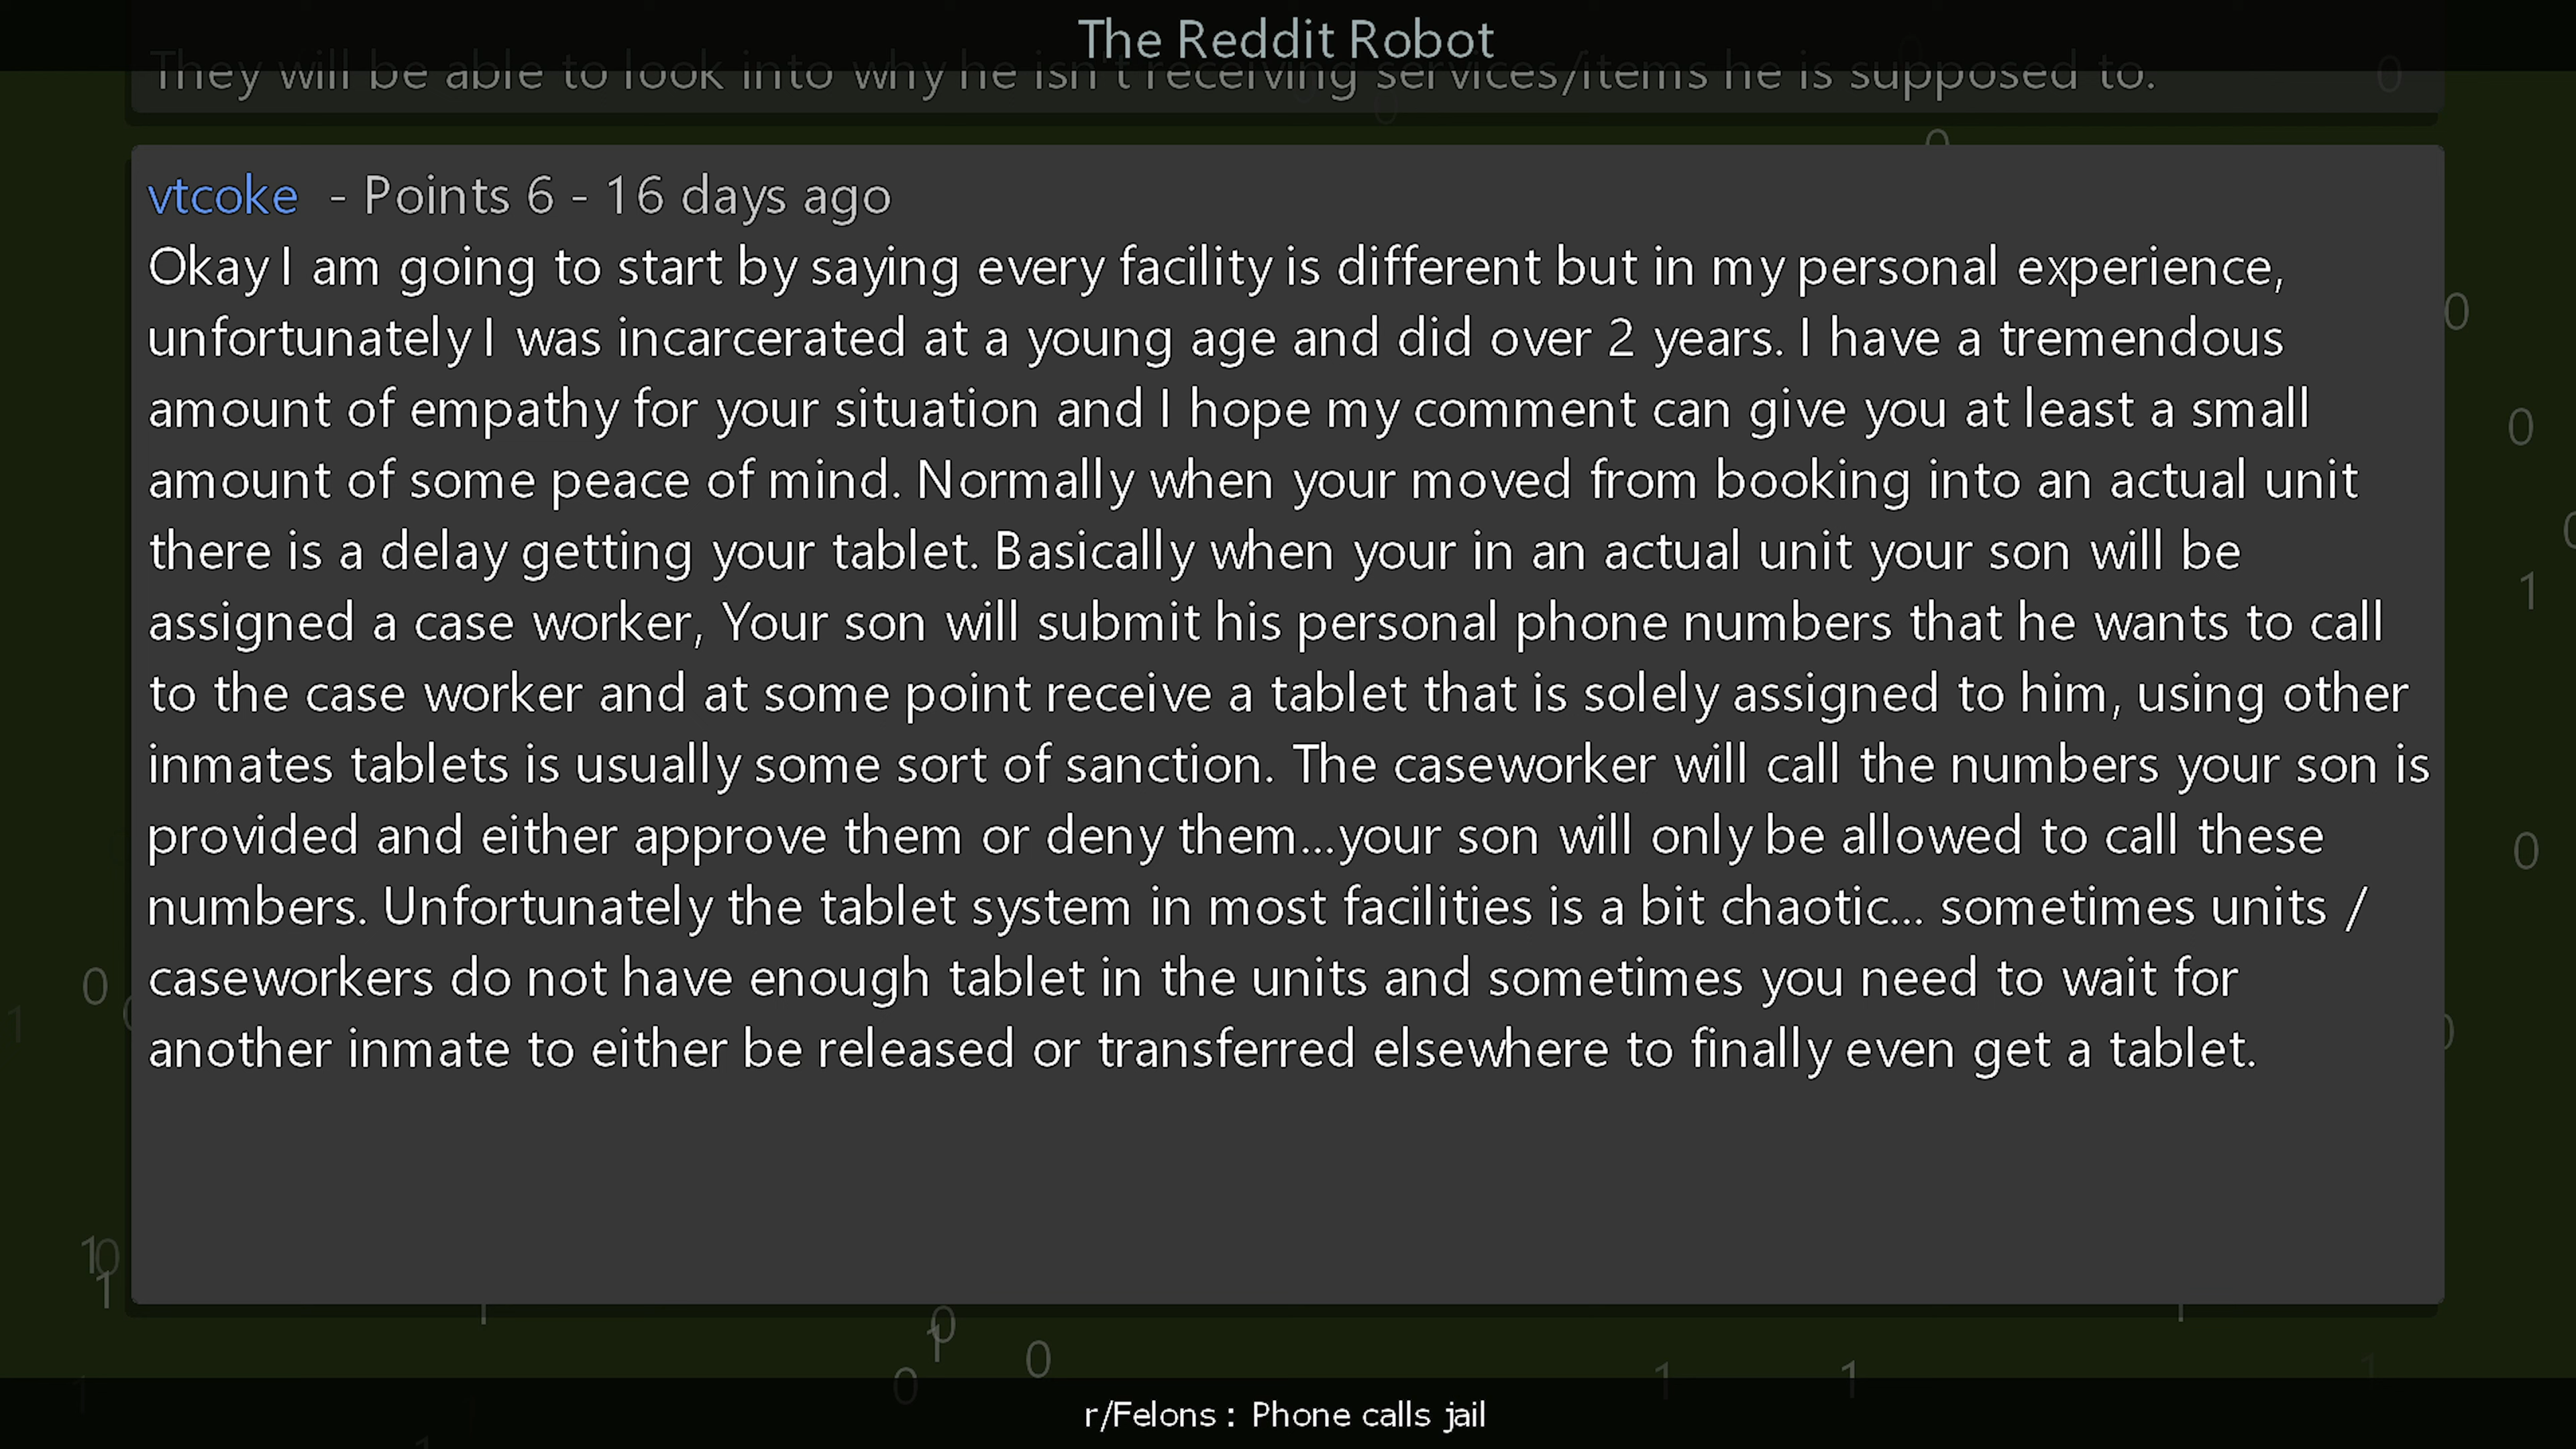 The Reddit Robot
They will be able to look into why he isn't receiving services/items he is supposed to.
vtcoke - Points 6 - 16 days ago
Okay I am going to start by saying every facility is different but in my personal experience,
unfortunately I was incarcerated at a young age and did over 2 years. I have a tremendous
amount of empathy for your situation and I hope my comment can give you at least a small
amount of some peace of mind. Normally when your moved from booking into an actual unit
there is a delay getting your tablet. Basically when your in an actual unit your son will be
assigned a case worker, Your son will submit his personal phone numbers that he wants to call
to the case worker and at some point receive a tablet that is solely assigned to him, using other
inmates tablets is usually some sort of sanction. The caseworker will call the numbers your son is
provided and either approve them or deny them...your son will only be allowed to call these
numbers. Unfortunately the tablet system in most facilities is a bit chaotic... sometimes units /
caseworkers do not have enough tablet in the units and sometimes you need to wait for
another inmate to either be released or transferred elsewhere to finally even get a tablet.
r/Felons : Phone calls jail